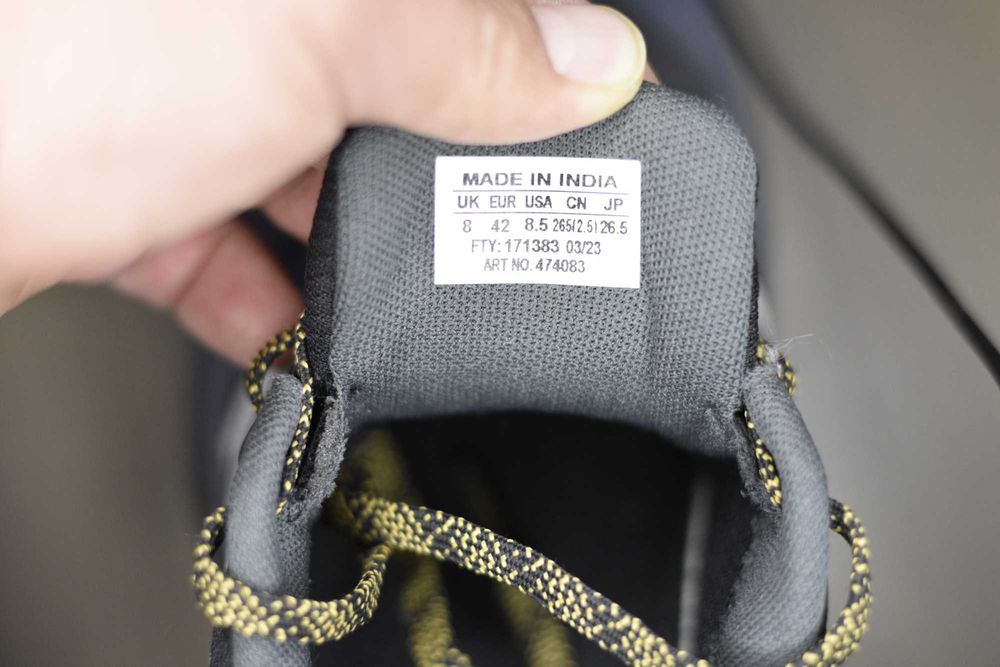 MADE IN INDIA
UK EUR USA CN JP
8 42 8.5 265(2.5) 26.5
FTY: 171383 03/23
ART NO. 474083